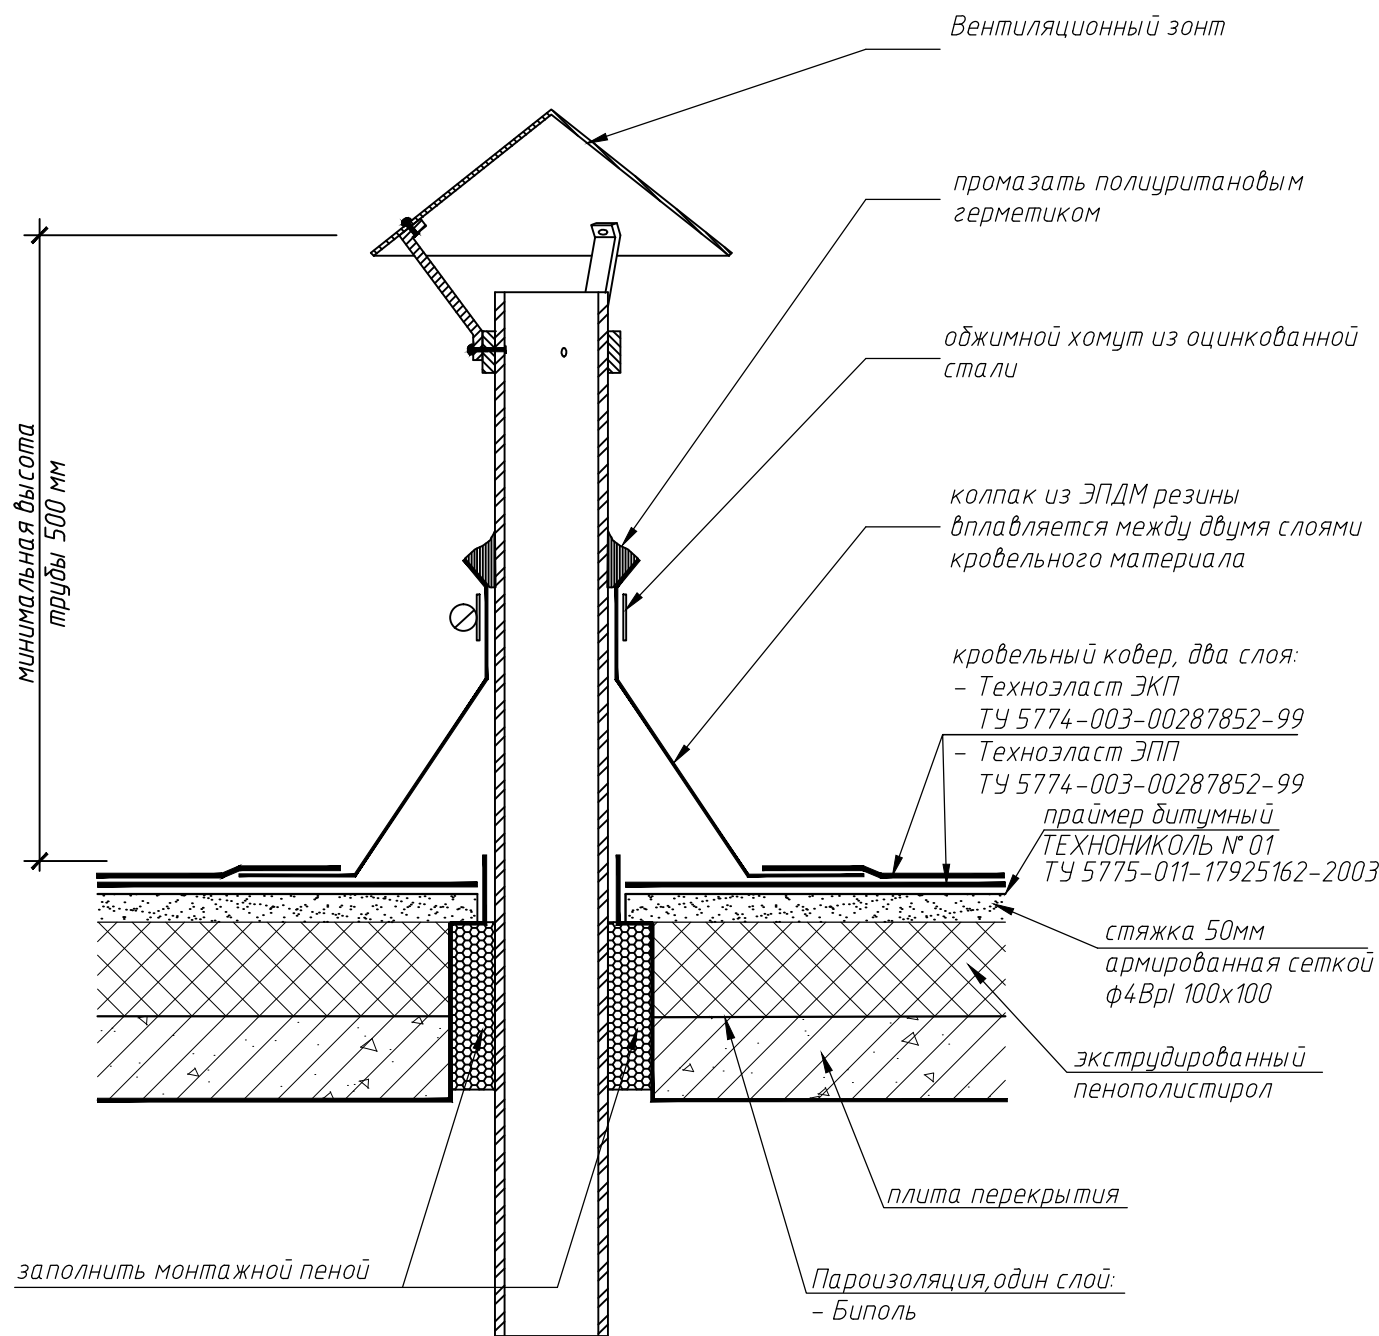 Вентиляционный зонт
промазать полиуритановым
герметиком
обжимной хомут из оцинкованной
стали
колпак из ЭПДМ резины
вплавляется между двумя слоями
кровельного материала
минимальная высота
трубы 500 мм
кровельный ковер, два слоя:
- Техноэласт ЭКП
ТУ 5774-003-00287852-99
- Техноэласт ЭПП
ТУ 5774-003-00287852-99
праймер битумный
ТЕХНОНИКОЛЬ №01
ТУ 5775-011-17925162-2003
стяжка 50мм
армированная сеткой
ф4ВрI 100х100
экструдированный
пенополистирол
плита перекрытия
заполнить монтажной пеной
Пароизоляция,один слой:
- Биполь